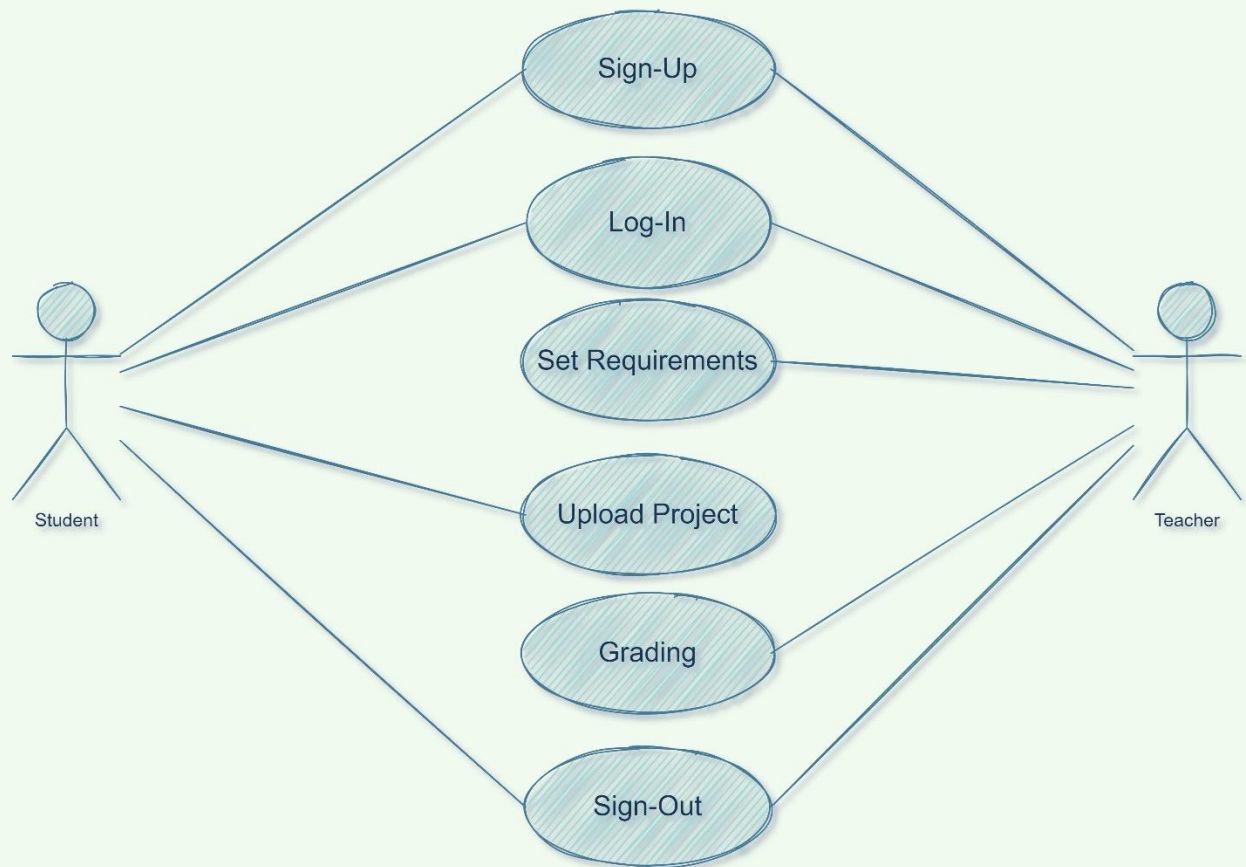 Sign-Up
Log-In
Set Requirements
Upload Project
Student
Teacher
Grading
Sign-Out